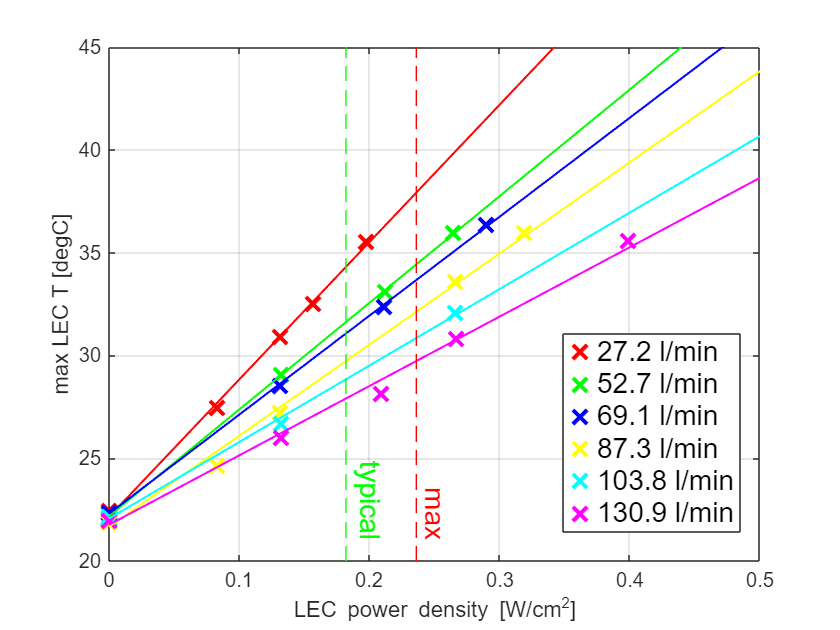 45
40
35
30
25
20
0
0.1
0.2
0.3
0.4
0.5
max LEC T [degC]
LEC power density [W/cm²]
typical
max
27.2 l/min
52.7 l/min
69.1 l/min
87.3 l/min
103.8 l/min
130.9 l/min